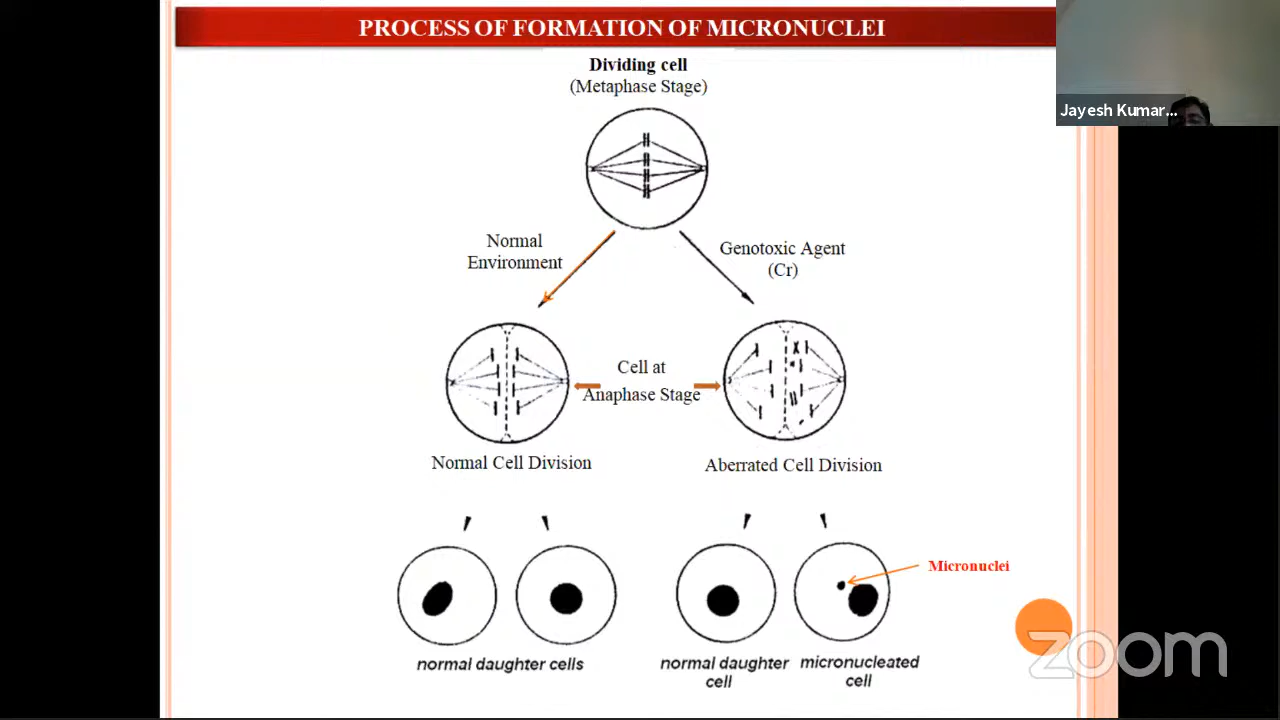 PROCESS OF FORMATION OF MICRONUCLEI
Jayesh Kumar...
Dividing cell
(Metaphase Stage)
Normal
Environment
Genotoxic Agent
(Cr)
Cell at
Anaphase Stage
Normal Cell Division
Aberrated Cell Division
Micronuclei
normal daughter cells
normal daughter
cell
micronucleated
cell
zoom